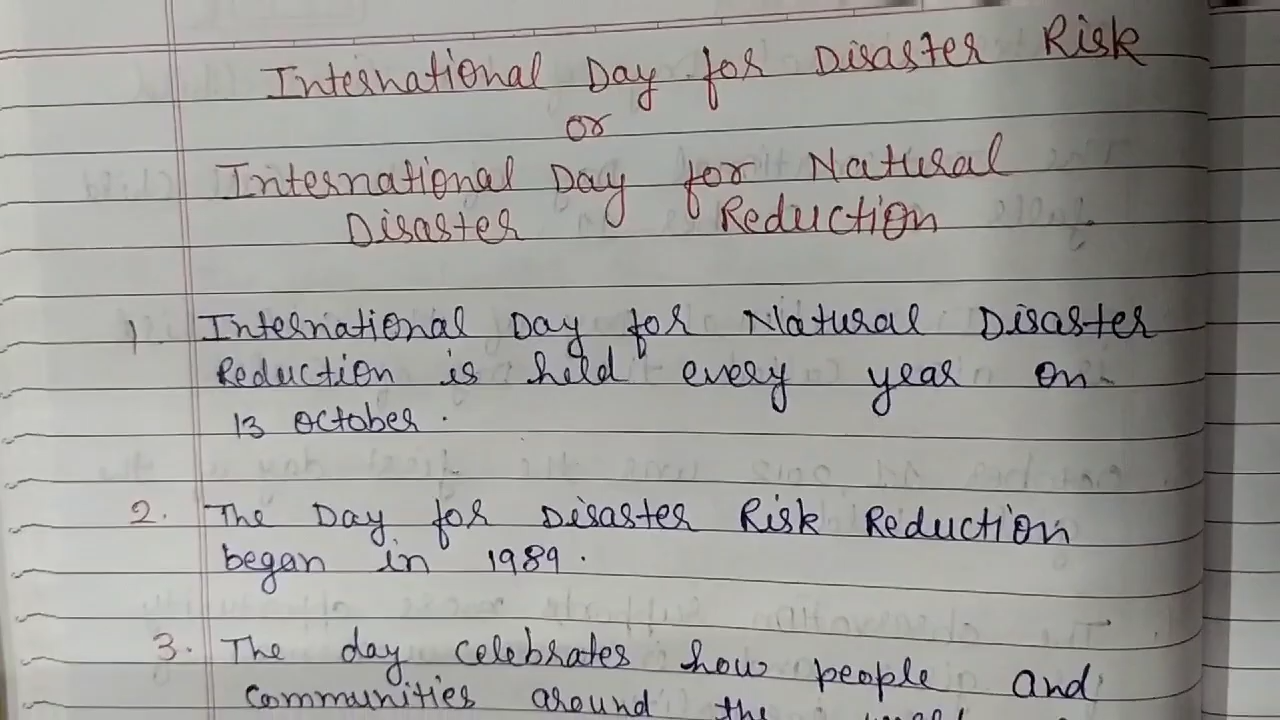 International Day for Disaster Risk
or
International Day for Natural
Disaster Reduction
1. International Day for Natural Disaster
Reduction is held every year on
13 October.
2. The Day for Disaster Risk Reduction
began in 1989.
3. The day celebrates how people and
communities around the